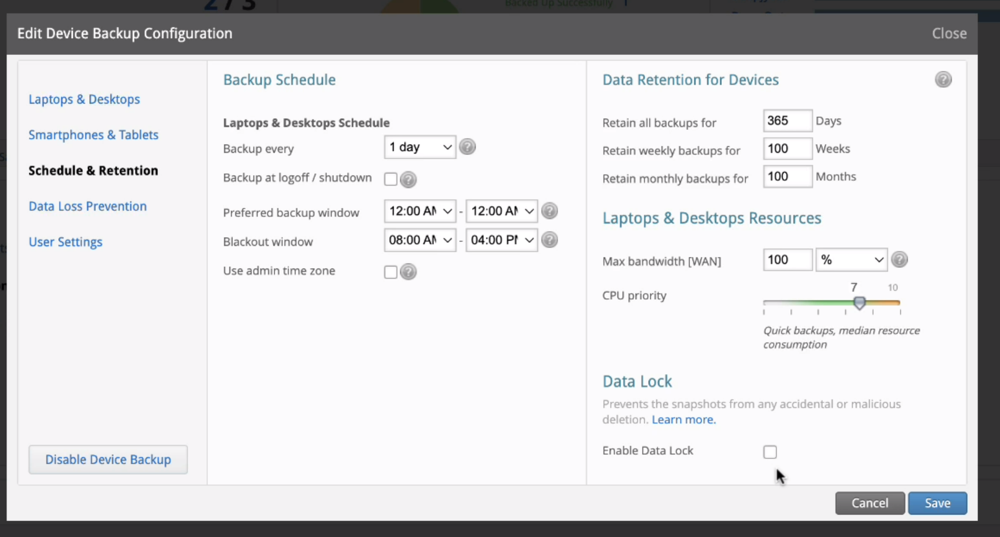 2 / 3
Backed Up Successfully
Edit Device Backup Configuration
Close
Laptops & Desktops
Smartphones & Tablets
Schedule & Retention
Data Loss Prevention
User Settings
Disable Device Backup
Backup Schedule
Laptops & Desktops Schedule
Backup every 1 day ?
Backup at logoff / shutdown ?
Preferred backup window 12:00 AM - 12:00 AM ?
Blackout window 08:00 AM - 04:00 PM ?
Use admin time zone ?
Data Retention for Devices ?
Retain all backups for 365 Days
Retain weekly backups for 100 Weeks
Retain monthly backups for 100 Months
Laptops & Desktops Resources
Max bandwidth [WAN] 100 % ?
CPU priority 7 10
Quick backups, median resource
consumption
Data Lock
Prevents the snapshots from any accidental or malicious
deletion. Learn more.
Enable Data Lock
Cancel Save